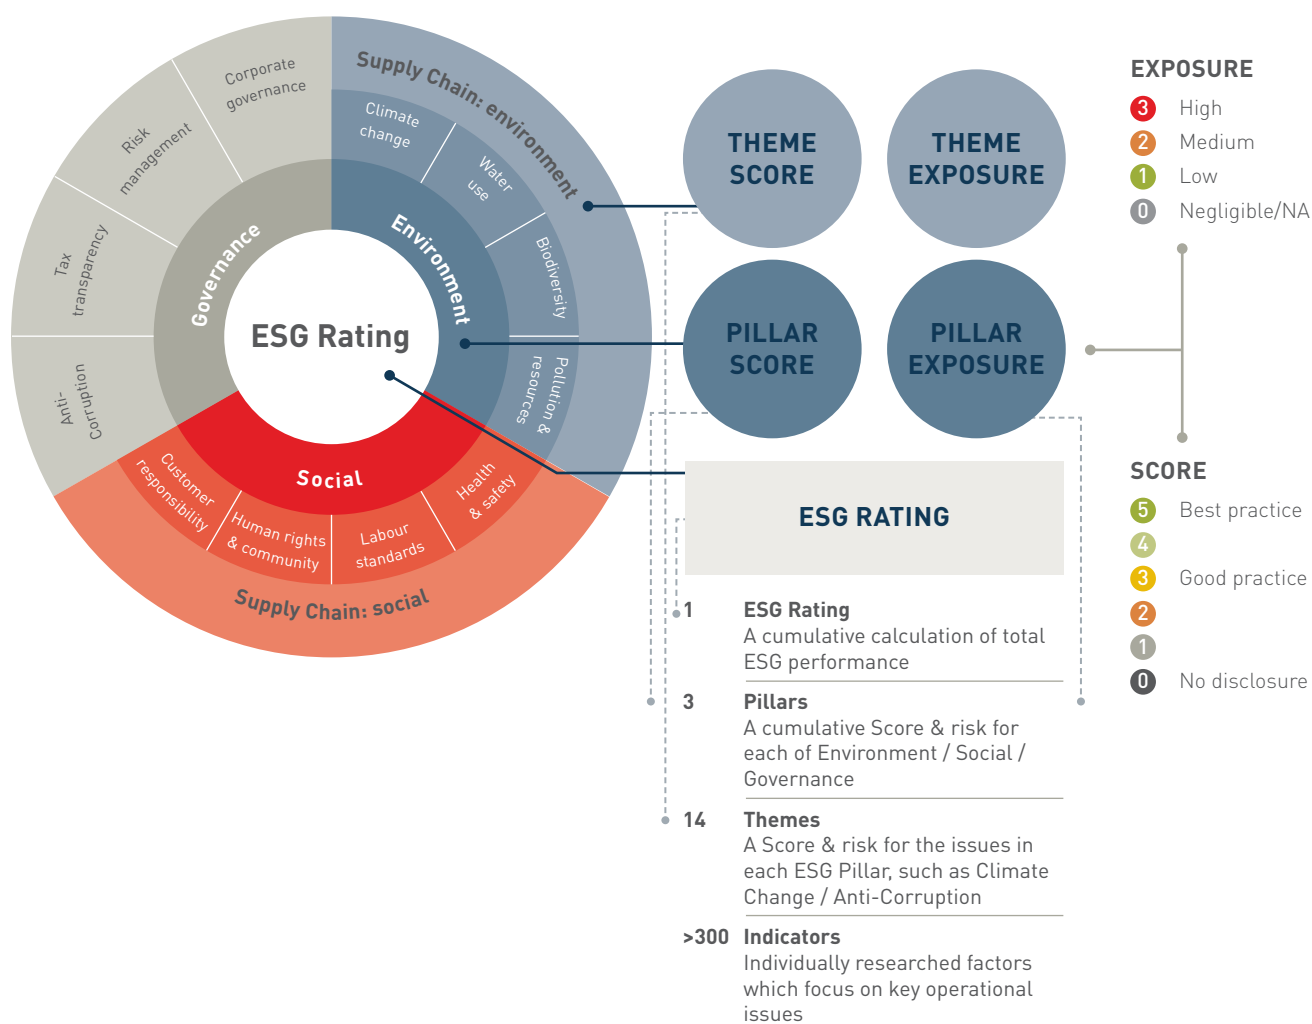 Supply Chain: environment
Corporate
governance
Climate
change
Risk
management
Water
use
Tax
transparency
Biodiversity
Governance
Environment
ESG Rating
Anti-
Corruption
Pollution &
resources
Social
Customer
responsibility
Human rights
& community
Labour
standards
Health
& safety
Supply Chain: social
THEME
SCORE
THEME
EXPOSURE
PILLAR
SCORE
PILLAR
EXPOSURE
ESG RATING
1 ESG Rating
A cumulative calculation of total
ESG performance
3 Pillars
A cumulative Score & risk for
each of Environment / Social /
Governance
14 Themes
A Score & risk for the issues in
each ESG Pillar, such as Climate
Change / Anti-Corruption
>300 Indicators
Individually researched factors
which focus on key operational
issues
EXPOSURE
3 High
2 Medium
1 Low
0 Negligible/NA
SCORE
5 Best practice
4
3 Good practice
2
1
0 No disclosure